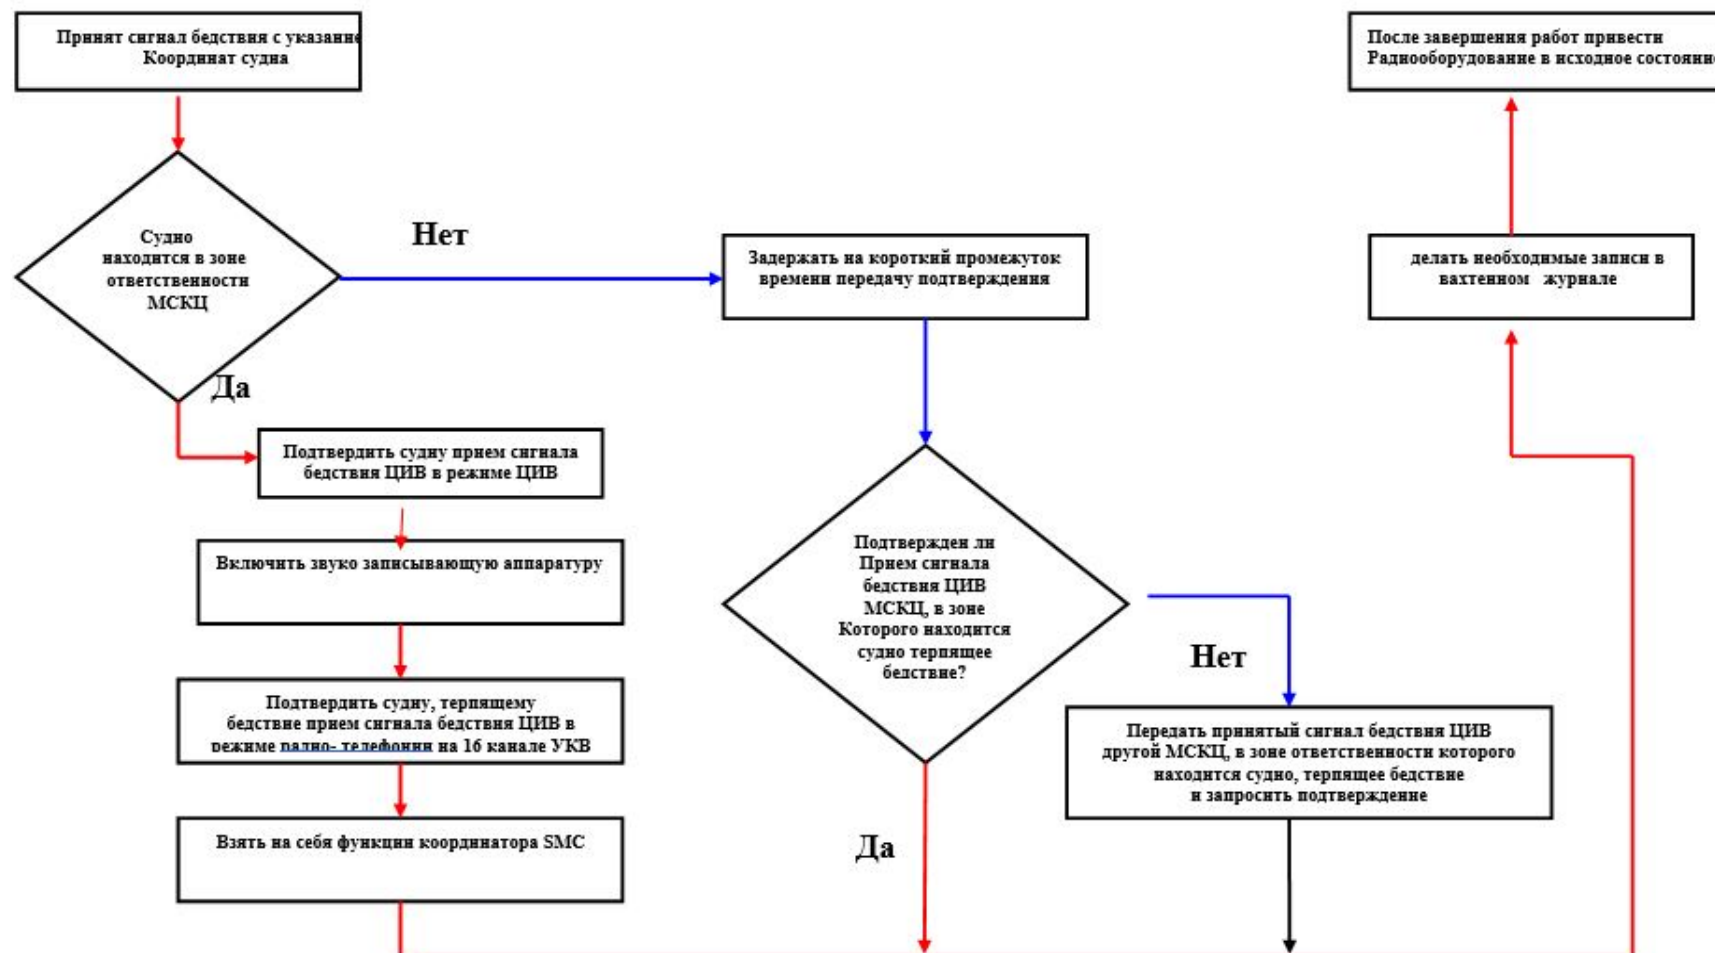 Принят сигнал бедствия с указание
Координат судна
После завершения работ привести
Радиооборудование в исходное состояние
Судно
находится в зоне
ответственности
МСКЦ
Нет
Задержать на короткий промежуток
времени передачу подтверждения
делать необходимые записи в
вахтенном журнале
Да
Подтвердить судну прием сигнала
бедствия ЦИВ в режиме ЦИВ
Включить звуко записывающую аппаратуру
Подтвержден ли
Прием сигнала
бедствия ЦИВ
МСКЦ, в зоне
Которого находится
судно терпящее
бедствие?
Нет
Подтвердить судну, терпящему
бедствие прием сигнала бедствия ЦИВ в
режиме радио- телефонии на 16 канале УКВ
Передать принятый сигнал бедствия ЦИВ
другой МСКЦ, в зоне ответственности которого
находится судно, терпящее бедствие
и запросить подтверждение
Взять на себя функции координатора SMC
Да